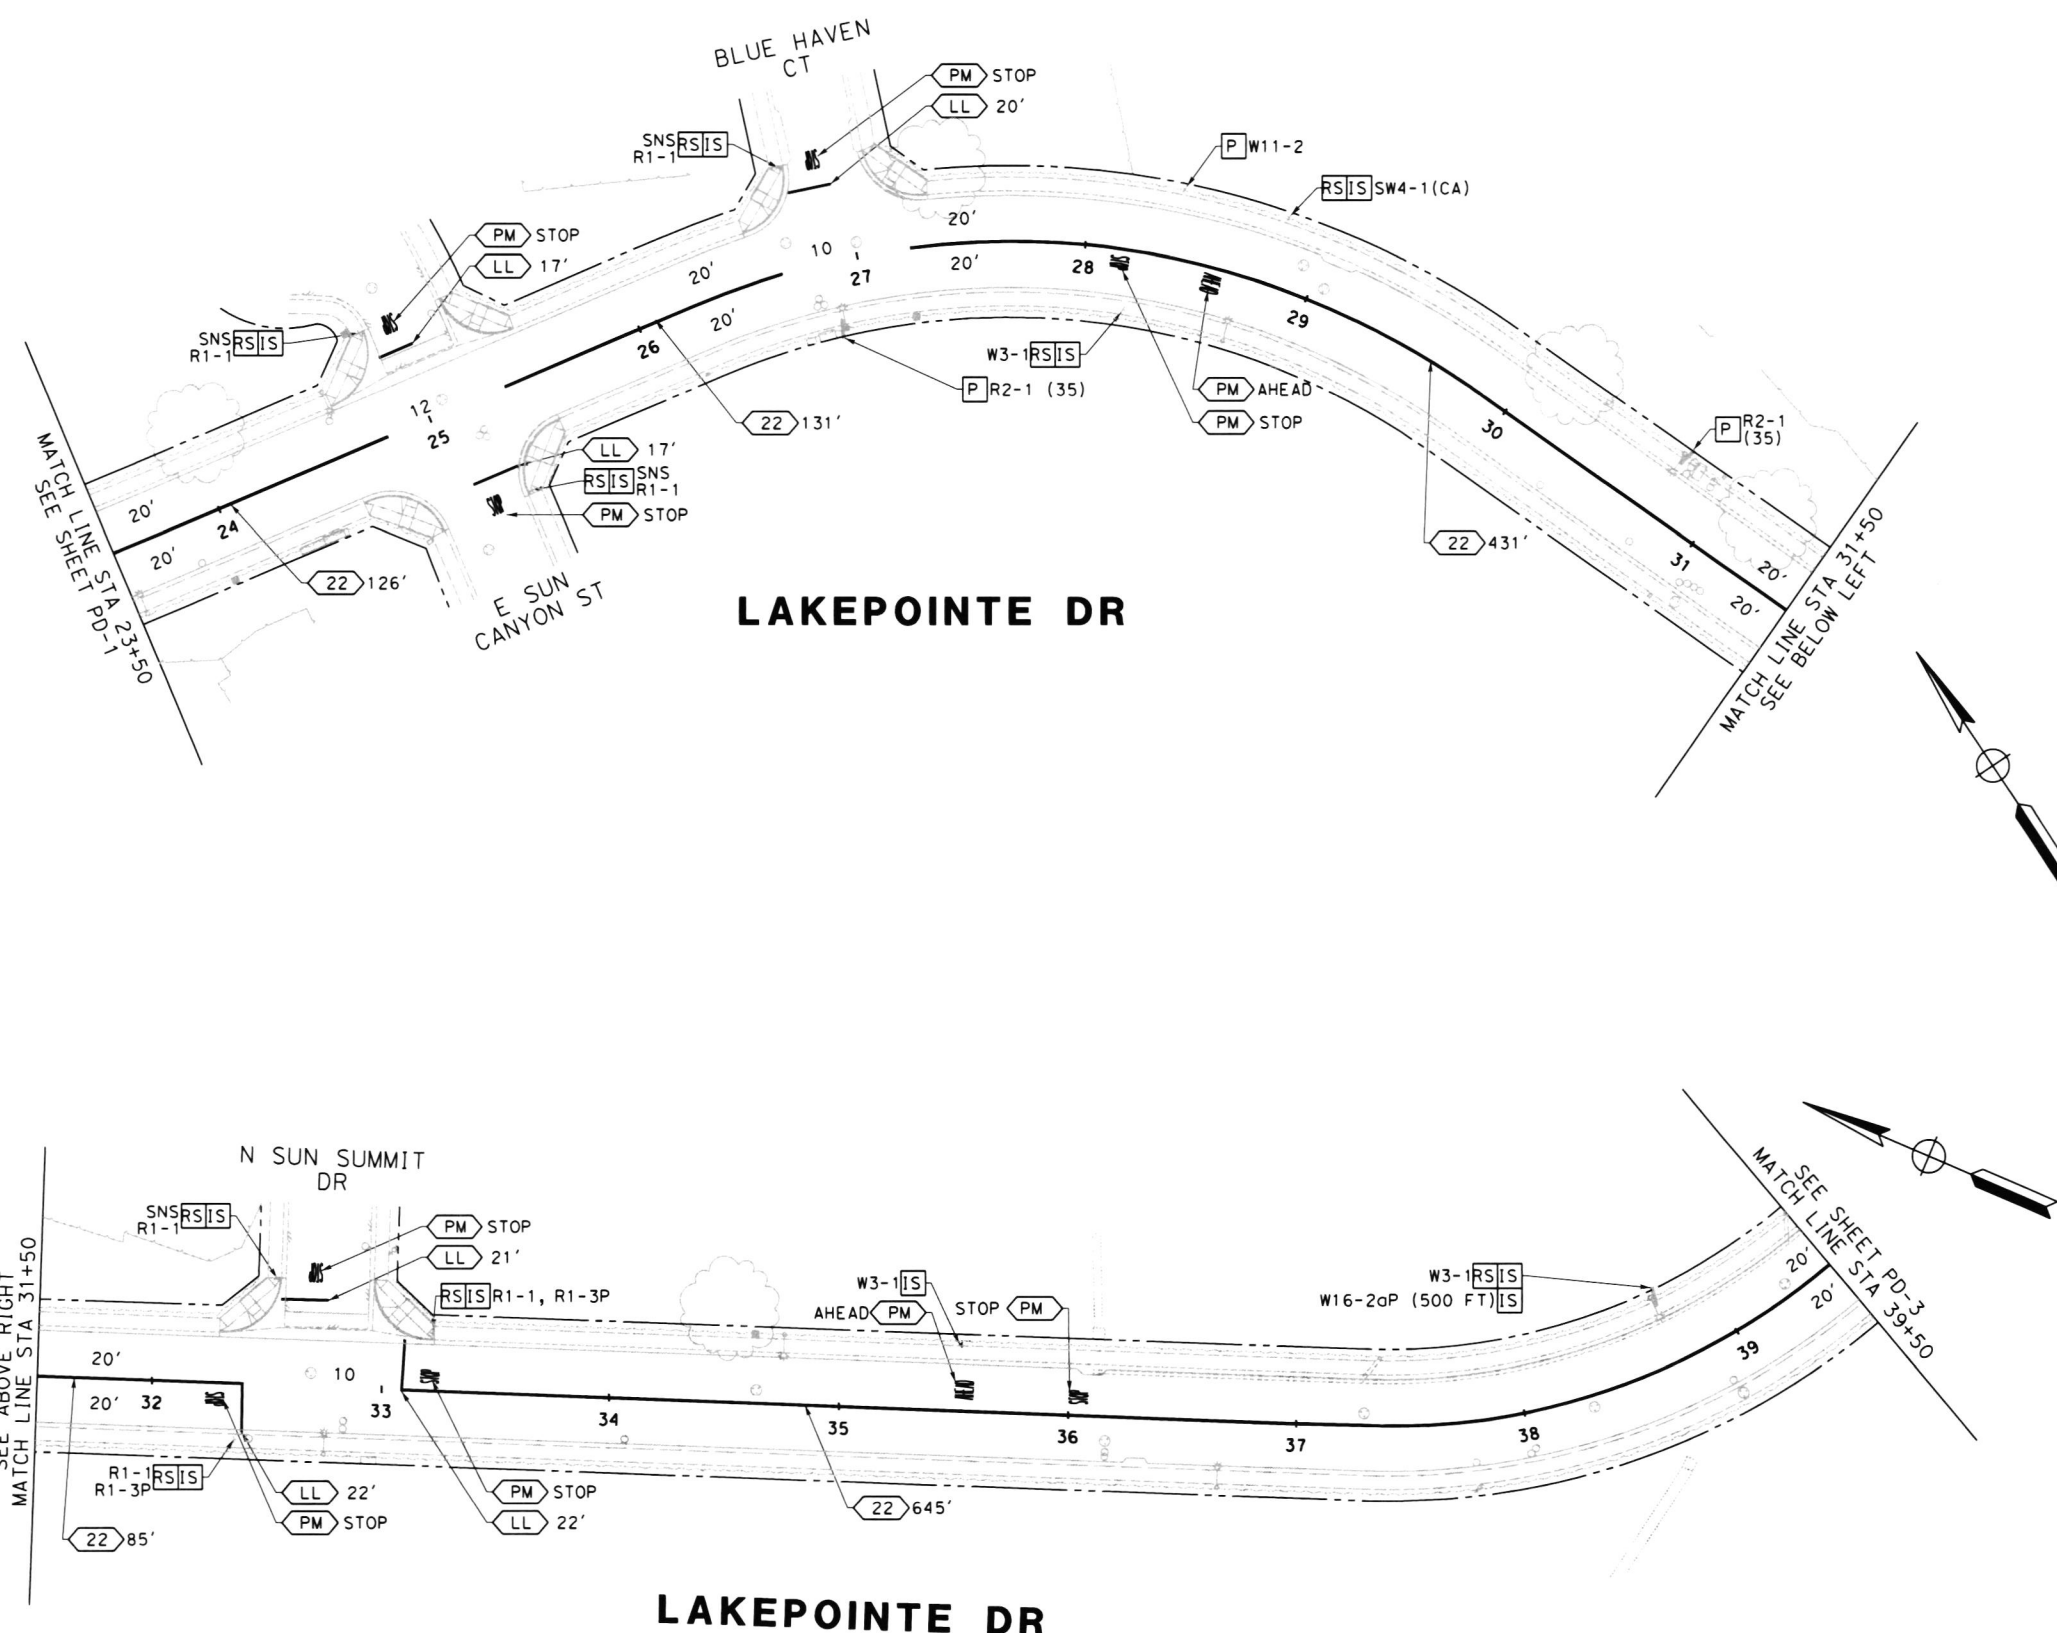 BLUE HAVEN
CT
PM STOP
LL 20'
SNS RS IS
R1-1
P W11-2
RS IS SW4-1(CA)
PM STOP
LL 17'
SNS RS IS
R1-1
20'
20'
10
27
20'
28
STOP
AHEAD
29
20'
26
W3-1 RS IS
P R2-1 (35)
PM AHEAD
PM STOP
12
25
22 131'
30
P R2-1
(35)
LL 17'
RS IS SNS
R1-1
PM STOP
20'
24
20'
22 126'
22 431'
31
20'
20'
MATCH LINE STA 23+50
SEE SHEET PD-1
E SUN
CANYON ST
LAKEPOINTE DR
MATCH LINE STA 31+50
SEE BELOW LEFT
N SUN SUMMIT
DR
SNS RS IS
R1-1
PM STOP
LL 21'
RS IS R1-1, R1-3P
W3-1 IS
AHEAD PM
STOP PM
W3-1 RS IS
W16-2aP (500 FT) IS
SEE SHEET PD-3
MATCH LINE STA 39+50
SEE ABOVE RIGHT
MATCH LINE STA 31+50
20'
20'
32
10
33
34
35
36
37
38
39
20'
20'
R1-1 RS IS
R1-3P
LL 22'
PM STOP
PM STOP
LL 22'
22 85'
22 645'
LAKEPOINTE DR